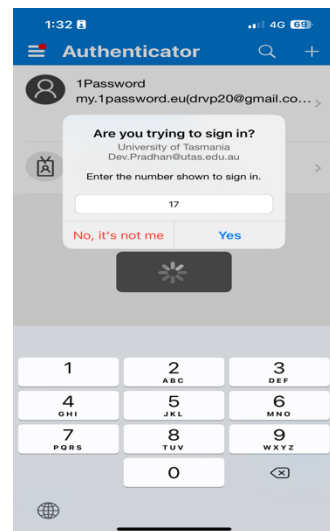 1:32
4G 69
Authenticator
1Password
my.1password.eu(drvp20@gmail.co...
Are you trying to sign in?
University of Tasmania
Dev.Pradhan@utas.edu.
au
Enter the number shown to sign in.
17
No, it's not me
Yes
1
2
ABC
3
DEF
4
GHI
5
JKL
6
MNO
7
PQRS
8
TUV
9
WXYZ
0